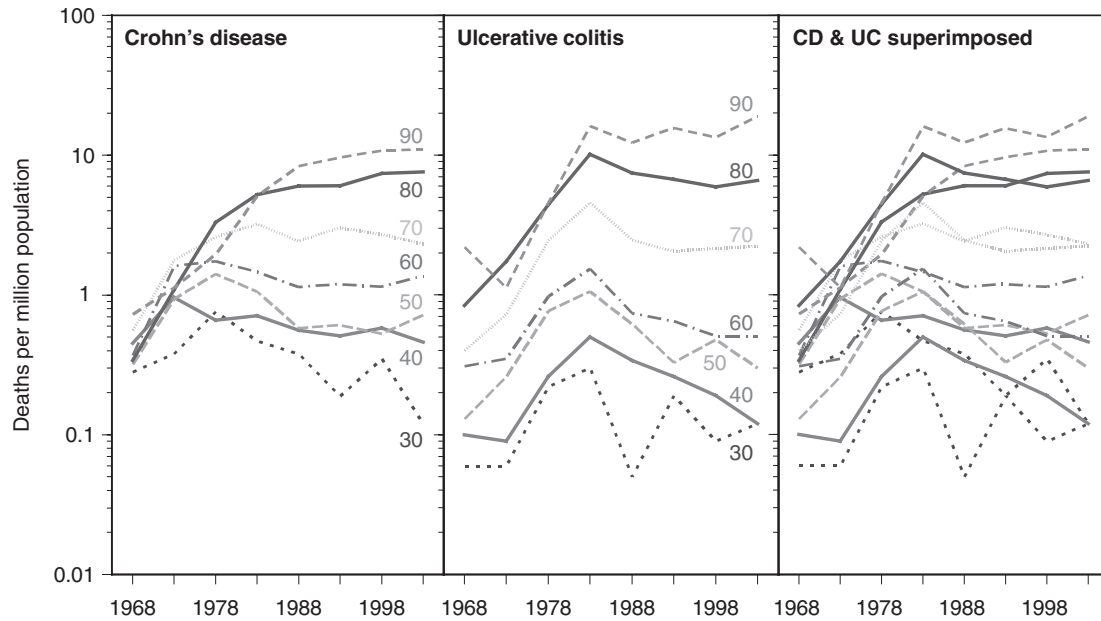 Deaths per million population
100
10
1
0.1
0.01
Crohn's disease
90
80
70
60
50
40
30
1968 1978 1988 1998
Ulcerative colitis
90
80
70
60
50
40
30
1968 1978 1988 1998
CD & UC superimposed
1968 1978 1988 1998